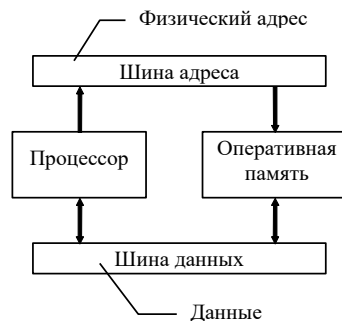 Физический адрес
Шина адреса
Процессор
Оперативная
память
Шина данных
Данные